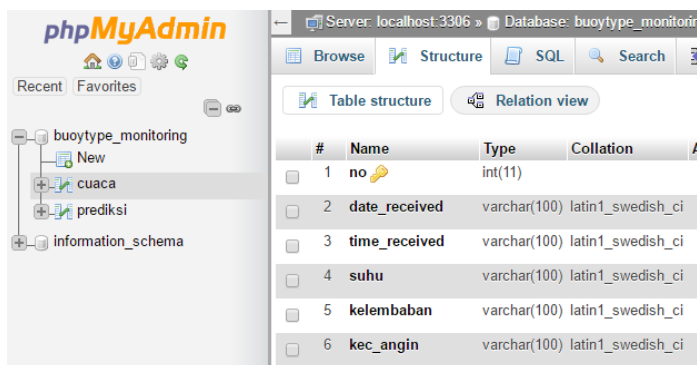 phpMyAdmin
Recent Favorites
buoytype_monitoring
New
cuaca
prediksi
information_schema
Server: localhost:3306 » Database: buoytype_monitorin
Browse Structure SQL Search
Table structure Relation view
# Name Type Collation A
1 no int(11)
2 date_received varchar(100) latin1_swedish_ci
3 time_received varchar(100) latin1_swedish_ci
4 suhu varchar(100) latin1_swedish_ci
5 kelembaban varchar(100) latin1_swedish_ci
6 kec_angin varchar(100) latin1_swedish_ci